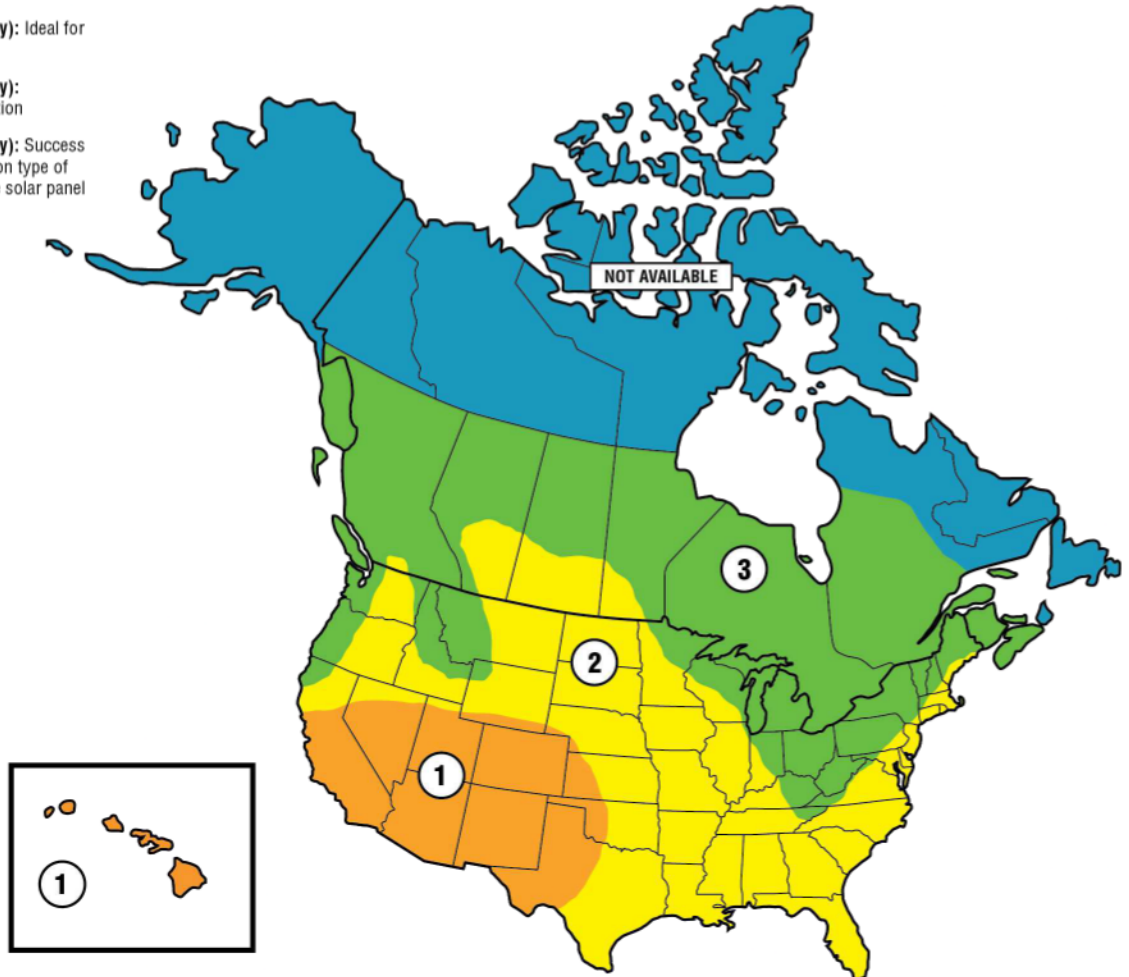 y): Ideal for
y):
ion
y): Success
on type of
solar panel
NOT AVAILABLE
3
2
1
1